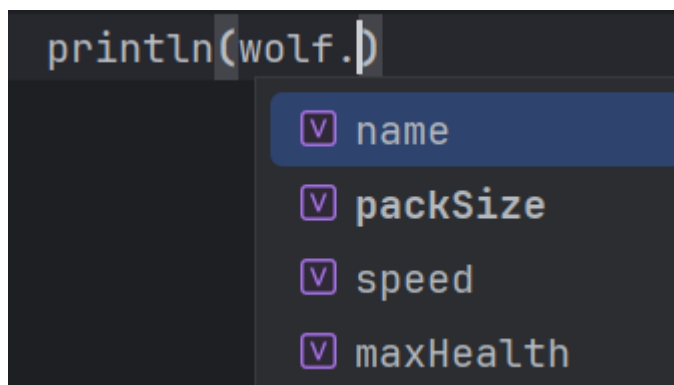 println(wolf.)
V name
V packSize
V speed
V maxHealth